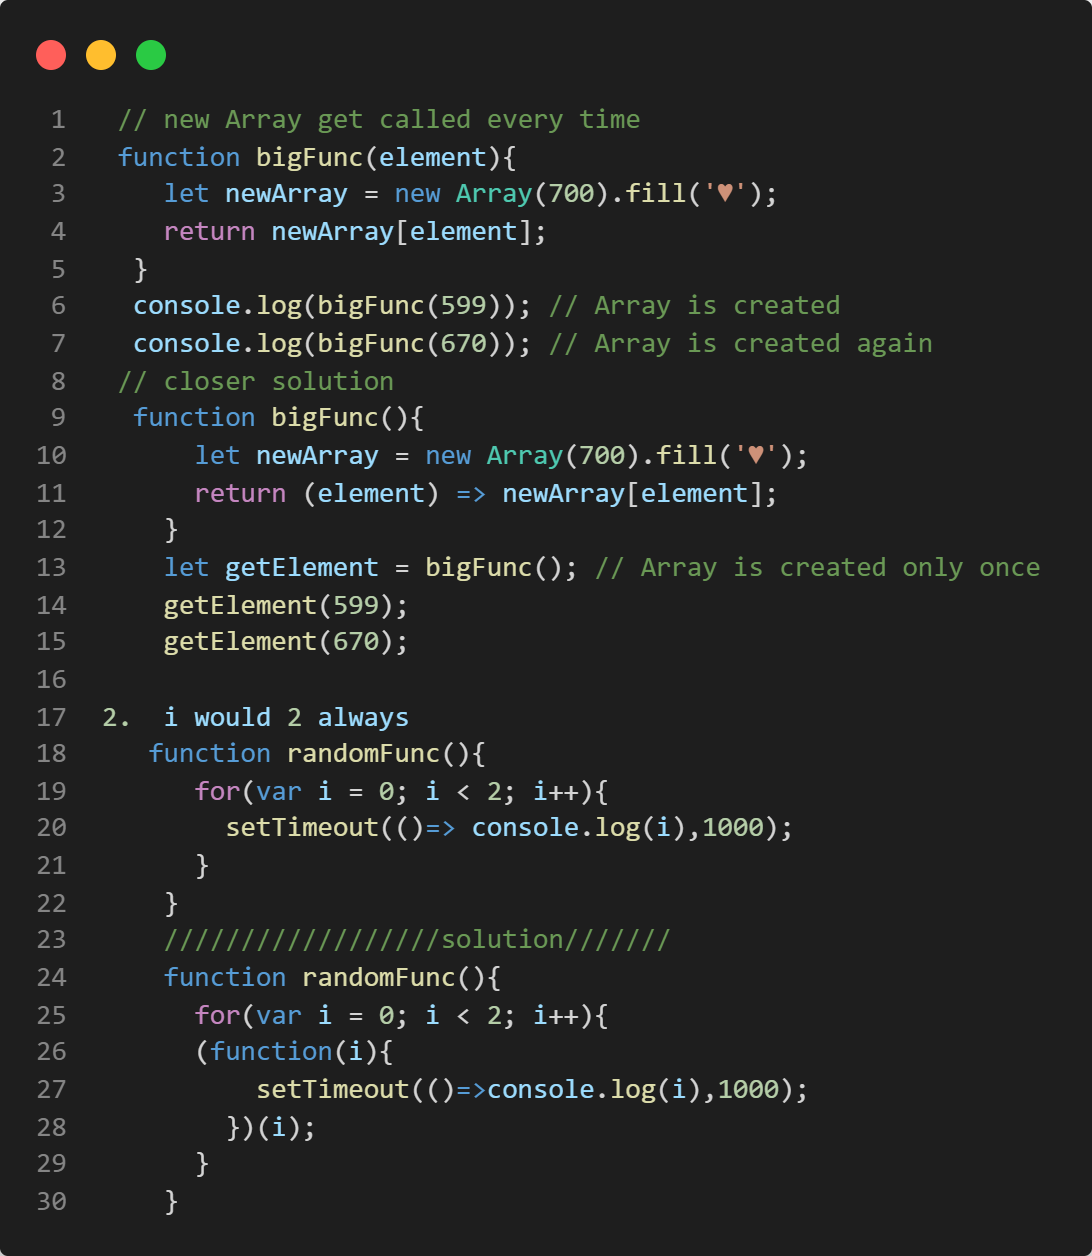 1 // new Array get called every time
2 function bigFunc(element){
3 let newArray = new Array(700).fill('♥');
4 return newArray[element];
5 }
6 console.log(bigFunc(599)); // Array is created
7 console.log(bigFunc(670)); // Array is created again
8 // closer solution
9 function bigFunc(){
10 let newArray = new Array(700).fill('♥');
11 return (element) => newArray[element];
12 }
13 let getElement = bigFunc(); // Array is created only once
14 getElement(599);
15 getElement(670);
16
17 2. i would 2 always
18 function randomFunc(){
19 for(var i = 0; i < 2; i++){
20 setTimeout(()=> console.log(i),1000);
21 }
22 }
23 //////////////////solution///////
24 function randomFunc(){
25 for(var i = 0; i < 2; i++){
26 (function(i){
27 setTimeout(()=>console.log(i),1000);
28 })(i);
29 }
30 }